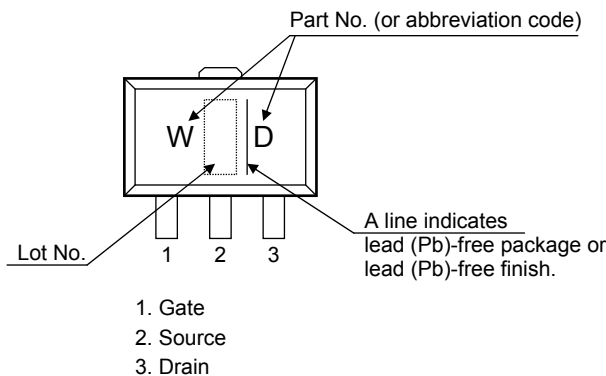 Part No. (or abbreviation code)
W D
Lot No.
1 2 3
A line indicates
lead (Pb)-free package or
lead (Pb)-free finish.
1. Gate
2. Source
3. Drain